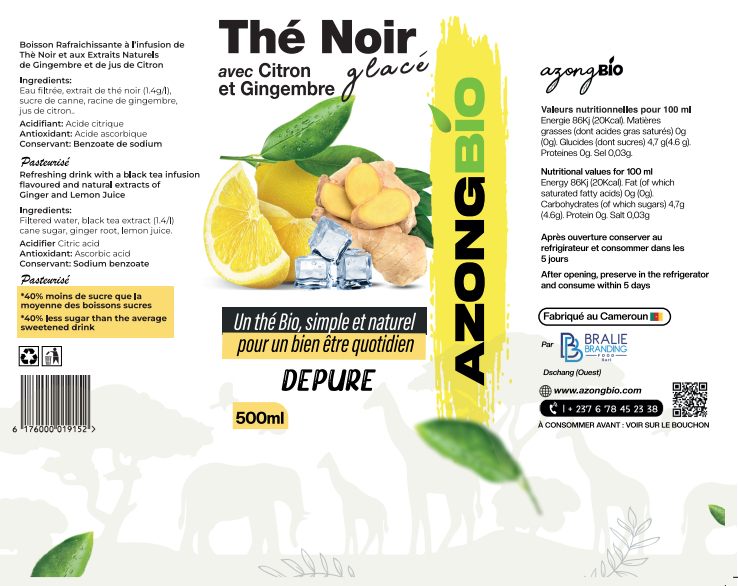 Boisson Rafraichissante à l'infusion de
Thè Noir et aux Extraits Naturels
de Gingembre et de jus de Citron
Ingredients:
Eau filtrée, extrait de thé noir (1.4g/l),
sucre de canne, racine de gingembre,
jus de citron..
Acidifiant: Acide citrique
Antioxidant: Acide ascorbique
Conservant: Benzoate de sodium
Pasteurisé
Refreshing drink with a black tea infusion
flavoured and natural extracts of
Ginger and Lemon Juice
Ingredients:
Filtered water, black tea extract (1.4/l)
cane sugar, ginger root, lemon juice.
Acidifier Citric acid
Antioxidant: Ascorbic acid
Conservant: Sodium benzoate
Pasteurisé
*40% moins de sucre que la
moyenne des boissons sucres
*40% less sugar than the average
sweetened drink
6 176000 019152 >
Thé Noir
glacé
avec Citron
et Gingembre
AZONGBIO
Un thé Bio, simple et naturel
pour un bien être quotidien
DEPURE
500ml
azongBIO
Valeurs nutritionnelles pour 100 ml
Energie 86Kj (20Kcal). Matières
grasses (dont acides gras saturés) 0g
(0g). Glucides (dont sucres) 4,7 g(4.6 g).
Proteines 0g. Sel 0,03g.
Nutritional values for 100 ml
Energy 86Kj (20Kcal). Fat (of which
saturated fatty acids) 0g (0g).
Carbohydrates (of which sugars) 4,7g
(4.6g). Protein 0g. Salt 0,03g
Après ouverture conserver au
refrigirateur et consommer dans les
5 jours
After opening, preserve in the refrigerator
and consume within 5 days
Fabriqué au Cameroun
Par
BRALIE
BRANDING
FOOD
Sarl
Dschang (Ouest)
www.azongbio.com
| + 237 6 78 45 23 38
À CONSOMMER AVANT : VOIR SUR LE BOUCHON